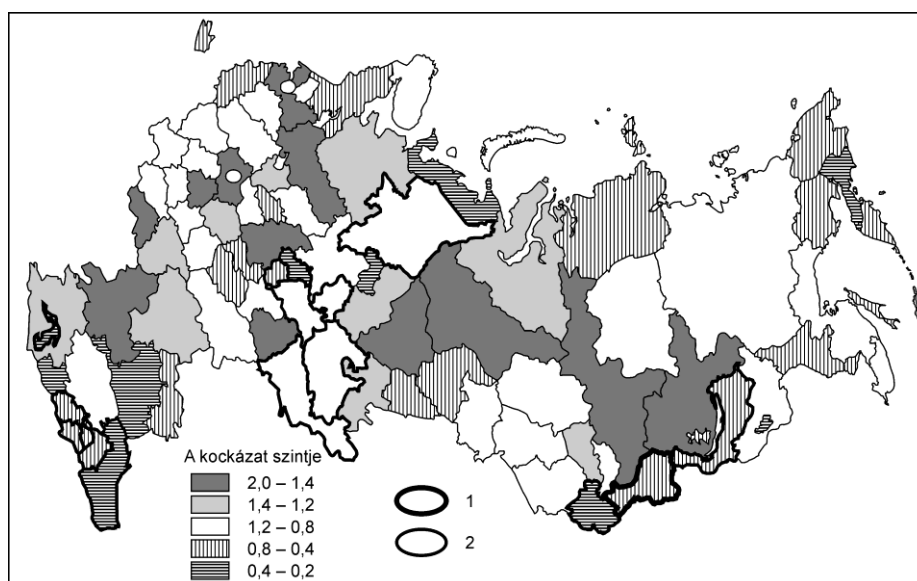 A kockázat szintje
2,0 – 1,4
1,4 – 1,2
1,2 – 0,8
0,8 – 0,4
0,4 – 0,2
1
2